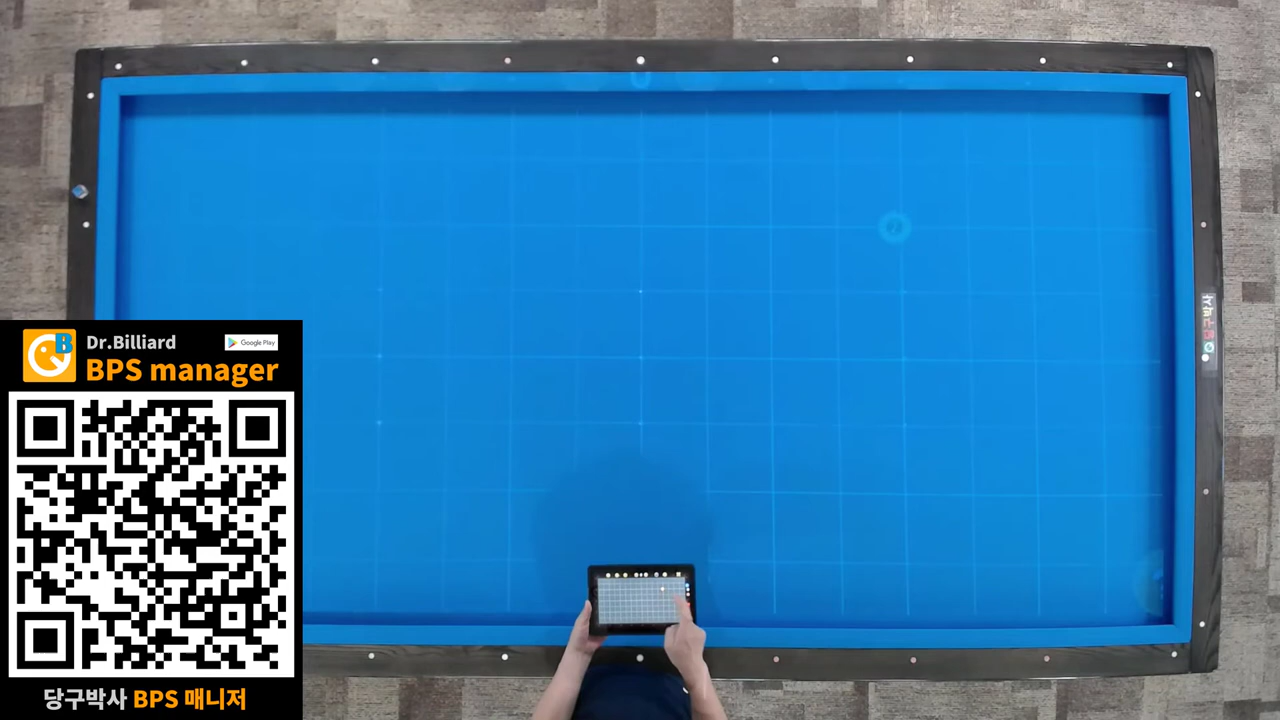 Dr.Billiard
Google Play
BPS manager
당구박사 BPS 매니저